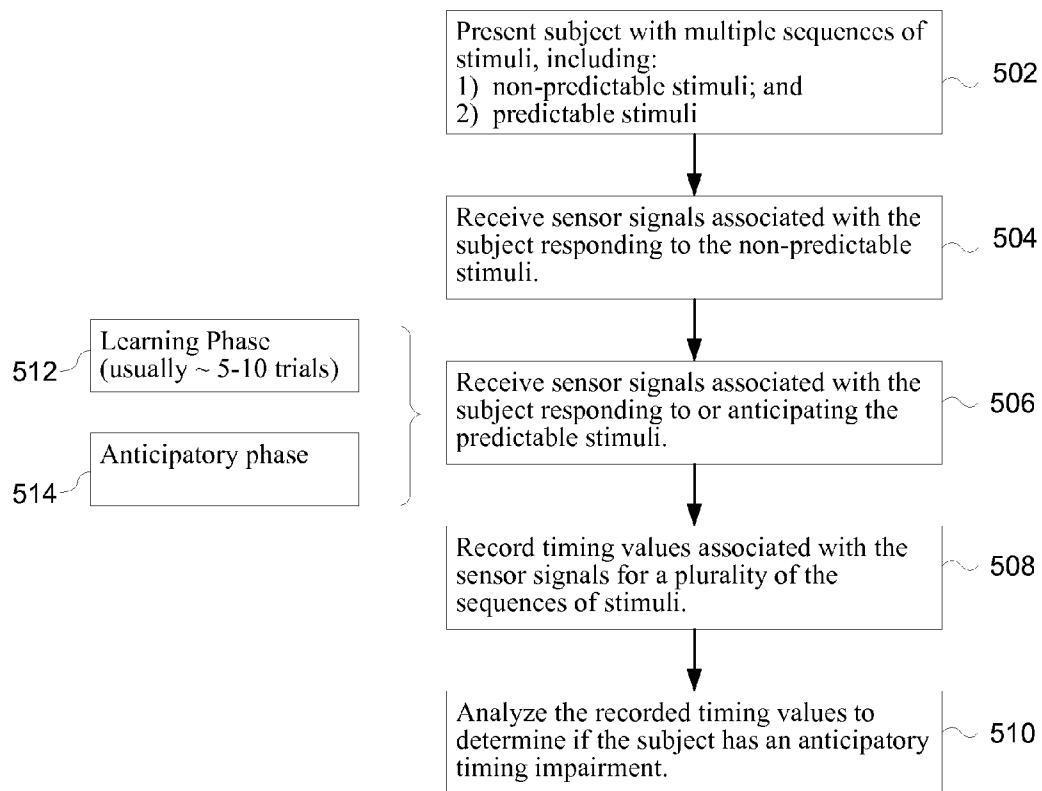 Present subject with multiple sequences of
stimuli, including:
1) non-predictable stimuli; and
2) predictable stimuli
502
Receive sensor signals associated with the
subject responding to the non-predictable
stimuli.
504
Learning Phase
(usually ~ 5-10 trials)
512
Anticipatory phase
514
Receive sensor signals associated with the
subject responding to or anticipating the
predictable stimuli.
506
Record timing values associated with the
sensor signals for a plurality of the
sequences of stimuli.
508
Analyze the recorded timing values to
determine if the subject has an anticipatory
timing impairment.
510